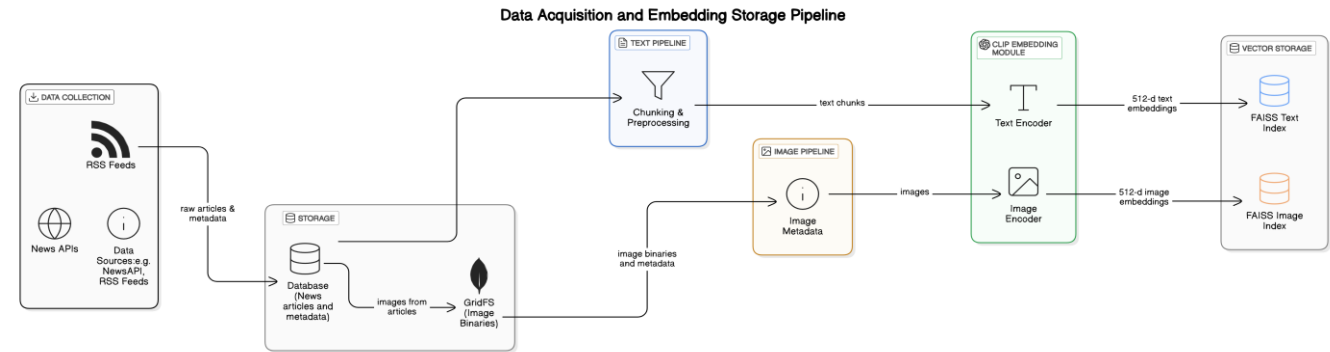 Data Acquisition and Embedding Storage Pipeline
DATA COLLECTION
RSS Feeds
News APIs
Data
Sources:e.g.
NewsAPI,
RSS Feeds
raw articles &
metadata
STORAGE
Database
(News
articles and
metadata)
images from
articles
GridFS
(Image
Binaries)
TEXT PIPELINE
Chunking &
Preprocessing
text chunks
image binaries
and metadata
IMAGE PIPELINE
i
Image
Metadata
images
CLIP EMBEDDING
MODULE
Text Encoder
Image
Encoder
512-d text
embeddings
512-d image
embeddings
VECTOR STORAGE
FAISS Text
Index
FAISS Image
Index